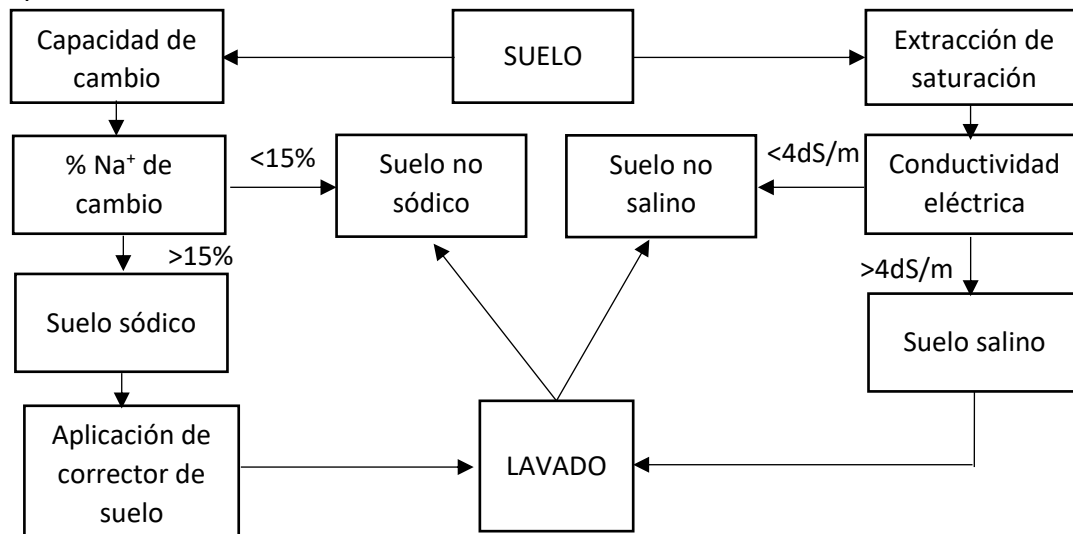 Capacidad de
cambio
SUELO
Extracción de
saturación
% Na⁺ de
cambio
<15%
Suelo no
sódico
Suelo no
salino
<4dS/m
Conductividad
eléctrica
>15%
>4dS/m
Suelo sódico
Suelo salino
Aplicación de
corrector de
suelo
LAVADO